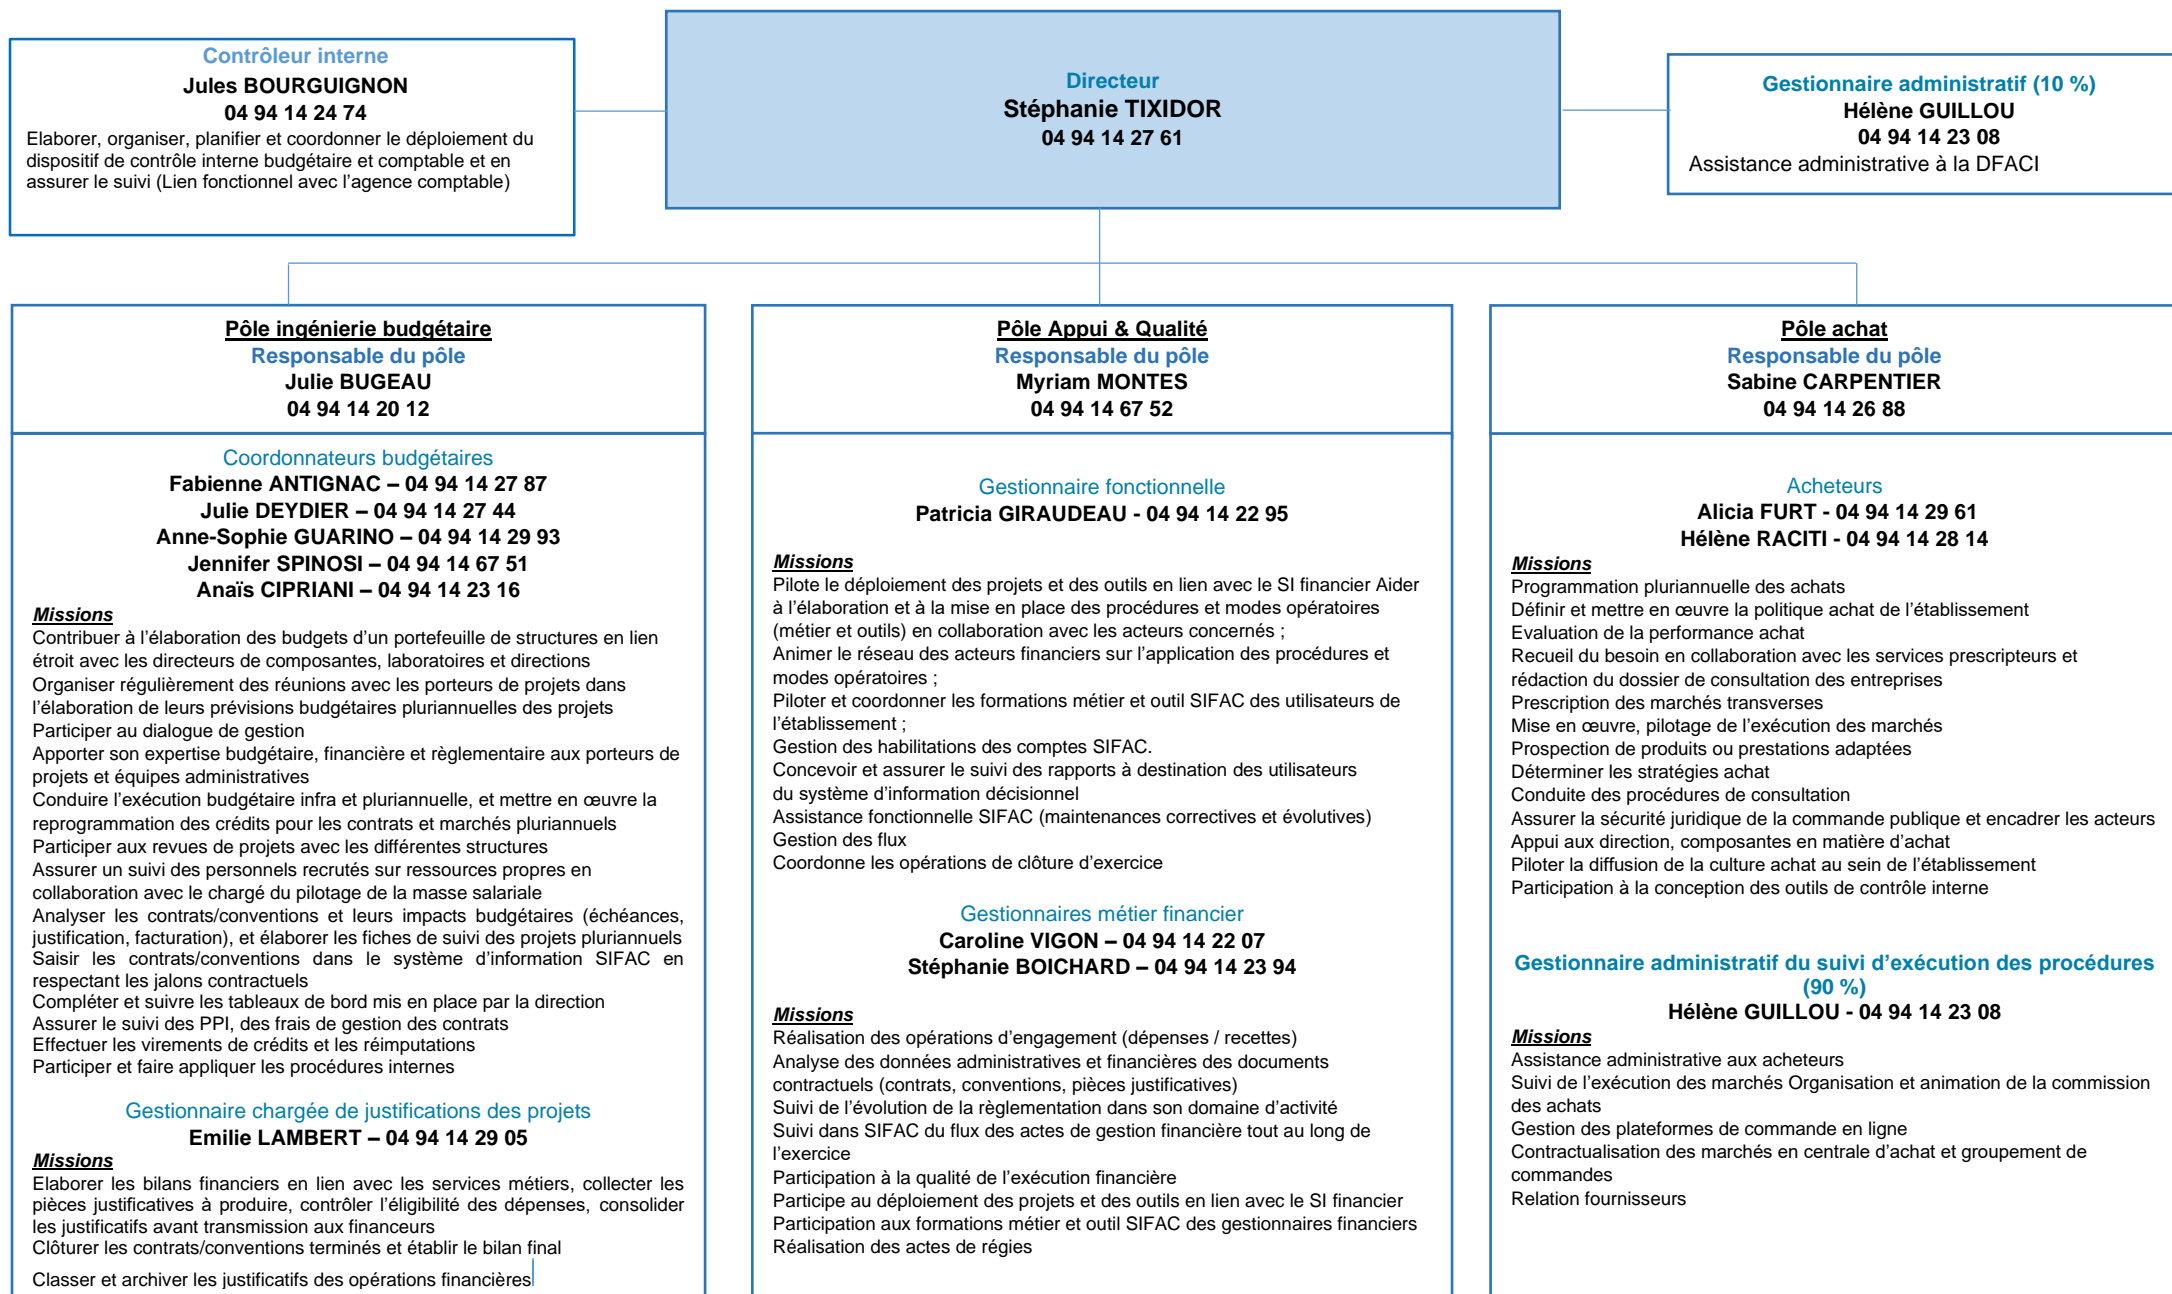 Contrôleur interne
Jules BOURGUIGNON
04 94 14 24 74
Elaborer, organiser, planifier et coordonner le déploiement du
dispositif de contrôle interne budgétaire et comptable et en
assurer le suivi (Lien fonctionnel avec l'agence comptable)
Directeur
Stéphanie TIXIDOR
04 94 14 27 61
Gestionnaire administratif (10 %)
Hélène GUILLOU
04 94 14 23 08
Assistance administrative à la DFACI
Pôle ingénierie budgétaire
Responsable du pôle
Julie BUGEAU
04 94 14 20 12
Coordonnateurs budgétaires
Fabienne ANTIGNAC – 04 94 14 27 87
Julie DEYDIER – 04 94 14 27 44
Anne-Sophie GUARINO – 04 94 14 29 93
Jennifer SPINOSI – 04 94 14 67 51
Anaïs CIPRIANI – 04 94 14 23 16
Missions
Contribuer à l'élaboration des budgets d'un portefeuille de structures en lien
étroit avec les directeurs de composantes, laboratoires et directions
Organiser régulièrement des réunions avec les porteurs de projets dans
l'élaboration de leurs prévisions budgétaires pluriannuelles des projets
Participer au dialogue de gestion
Apporter son expertise budgétaire, financière et règlementaire aux porteurs de
projets et équipes administratives
Conduire l'exécution budgétaire infra et pluriannuelle, et mettre en œuvre la
reprogrammation des crédits pour les contrats et marchés pluriannuels
Participer aux revues de projets avec les différentes structures
Assurer un suivi des personnels recrutés sur ressources propres en
collaboration avec le chargé du pilotage de la masse salariale
Analyser les contrats/conventions et leurs impacts budgétaires (échéances,
justification, facturation), et élaborer les fiches de suivi des projets pluriannuels
Saisir les contrats/conventions dans le système d'information SIFAC en
respectant les jalons contractuels
Compléter et suivre les tableaux de bord mis en place par la direction
Assurer le suivi des PPI, des frais de gestion des contrats
Effectuer les virements de crédits et les réimputations
Participer et faire appliquer les procédures internes
Gestionnaire chargée de justifications des projets
Emilie LAMBERT – 04 94 14 29 05
Missions
Elaborer les bilans financiers en lien avec les services métiers, collecter les
pièces justificatives à produire, contrôler l'éligibilité des dépenses, consolider
les justificatifs avant transmission aux financeurs
Clôturer les contrats/conventions terminés et établir le bilan final
Classer et archiver les justificatifs des opérations financières
Pôle Appui & Qualité
Responsable du pôle
Myriam MONTES
04 94 14 67 52
Gestionnaire fonctionnelle
Patricia GIRAUDEAU - 04 94 14 22 95
Missions
Pilote le déploiement des projets et des outils en lien avec le SI financier Aider
à l'élaboration et à la mise en place des procédures et modes opératoires
(métier et outils) en collaboration avec les acteurs concernés ;
Animer le réseau des acteurs financiers sur l'application des procédures et
modes opératoires ;
Piloter et coordonner les formations métier et outil SIFAC des utilisateurs de
l'établissement ;
Gestion des habilitations des comptes SIFAC.
Concevoir et assurer le suivi des rapports à destination des utilisateurs
du système d'information décisionnel
Assistance fonctionnelle SIFAC (maintenances correctives et évolutives)
Gestion des flux
Coordonne les opérations de clôture d'exercice
Gestionnaires métier financier
Caroline VIGON – 04 94 14 22 07
Stéphanie BOICHARD – 04 94 14 23 94
Missions
Réalisation des opérations d'engagement (dépenses / recettes)
Analyse des données administratives et financières des documents
contractuels (contrats, conventions, pièces justificatives)
Suivi de l'évolution de la règlementation dans son domaine d'activité
Suivi dans SIFAC du flux des actes de gestion financière tout au long de
l'exercice
Participation à la qualité de l'exécution financière
Participe au déploiement des projets et des outils en lien avec le SI financier
Participation aux formations métier et outil SIFAC des gestionnaires financiers
Réalisation des actes de régies
Pôle achat
Responsable du pôle
Sabine CARPENTIER
04 94 14 26 88
Acheteurs
Alicia FURT - 04 94 14 29 61
Hélène RACITI - 04 94 14 28 14
Missions
Programmation pluriannuelle des achats
Définir et mettre en œuvre la politique achat de l'établissement
Evaluation de la performance achat
Recueil du besoin en collaboration avec les services prescripteurs et
rédaction du dossier de consultation des entreprises
Prescription des marchés transverses
Mise en œuvre, pilotage de l'exécution des marchés
Prospection de produits ou prestations adaptées
Déterminer les stratégies achat
Conduite des procédures de consultation
Assurer la sécurité juridique de la commande publique et encadrer les acteurs
Appui aux direction, composantes en matière d'achat
Piloter la diffusion de la culture achat au sein de l'établissement
Participation à la conception des outils de contrôle interne
Gestionnaire administratif du suivi d'exécution des procédures
(90 %)
Hélène GUILLOU - 04 94 14 23 08
Missions
Assistance administrative aux acheteurs
Suivi de l'exécution des marchés Organisation et animation de la commission
des achats
Gestion des plateformes de commande en ligne
Contractualisation des marchés en centrale d'achat et groupement de
commandes
Relation fournisseurs